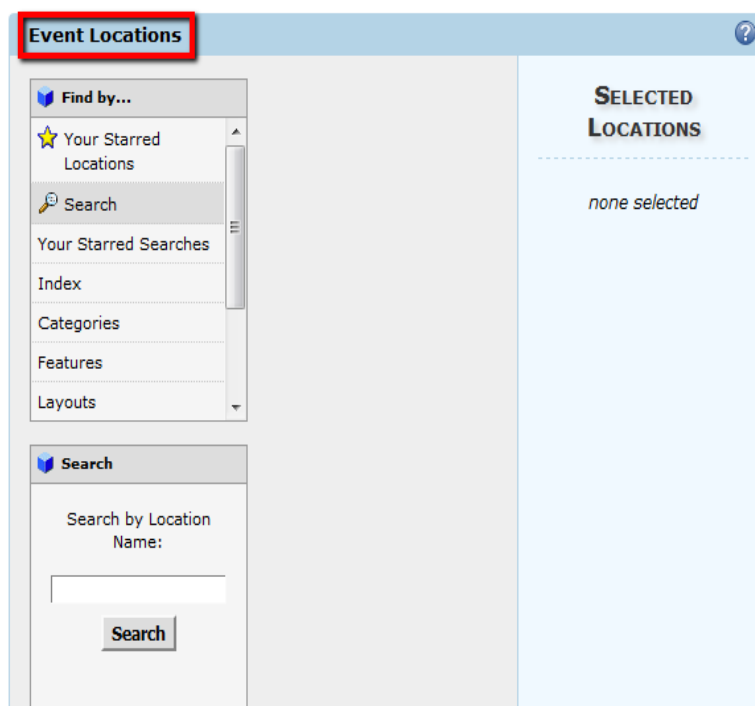 Event Locations
?
Find by...
Your Starred
Locations
Search
Your Starred Searches
Index
Categories
Features
Layouts
Search
Search by Location
Name:
Search
SELECTED
LOCATIONS
none selected